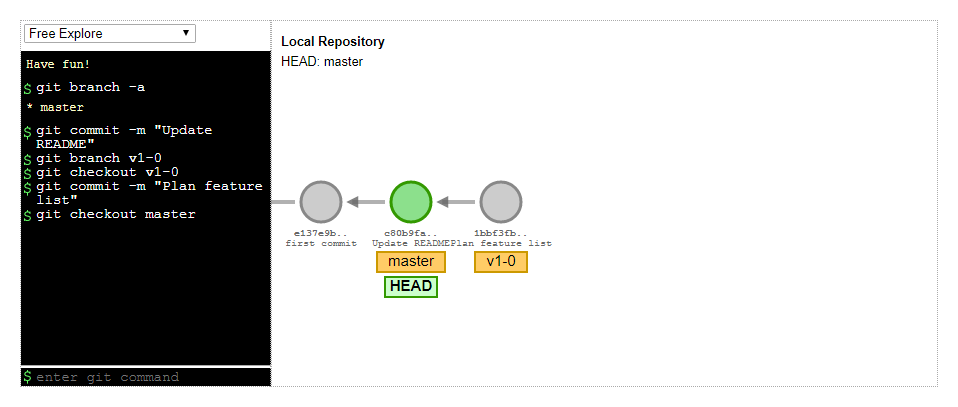 Free Explore
Have fun!
$ git branch -a
* master
$ git commit -m "Update
README"
$ git branch v1-0
$ git checkout v1-0
$ git commit -m "Plan feature
list"
$ git checkout master
$ enter git command
Local Repository
HEAD: master
e137e9b.. c80b9fa.. 1bbf3fb..
first commit Update README Plan feature list
master v1-0
HEAD